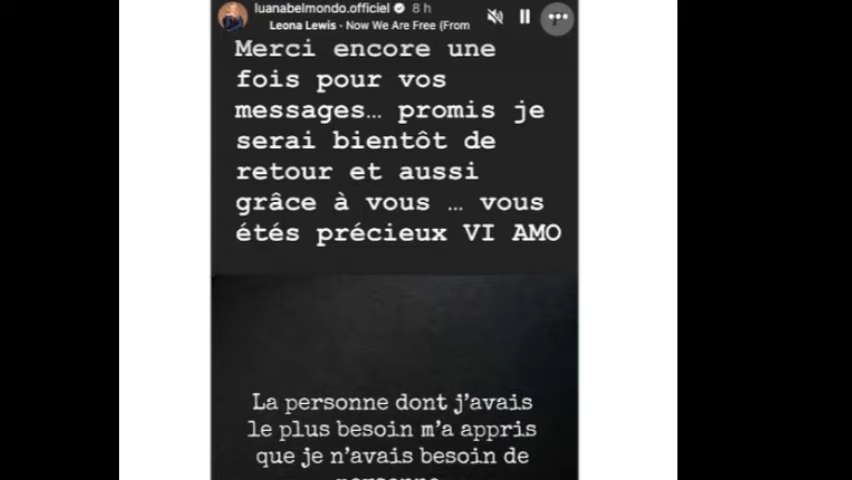 luanabelmondo.officiel 8 h
Leona Lewis · Now We Are Free (From
Merci encore une
fois pour vos
messages… promis je
serai bientôt de
retour et aussi
grâce à vous … vous
étés précieux VI AMO
La personne dont j'avais
le plus besoin m'a appris
que je n'avais besoin de